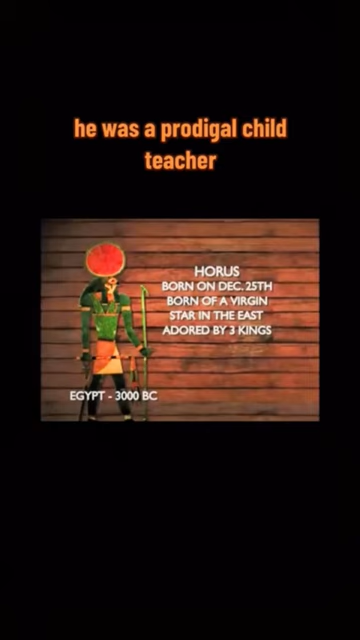 he was a prodigal child
teacher
HORUS
BORN ON DEC. 25TH
BORN OF A VIRGIN
STAR IN THE EAST
ADORED BY 3 KINGS
EGYPT - 3000 BC